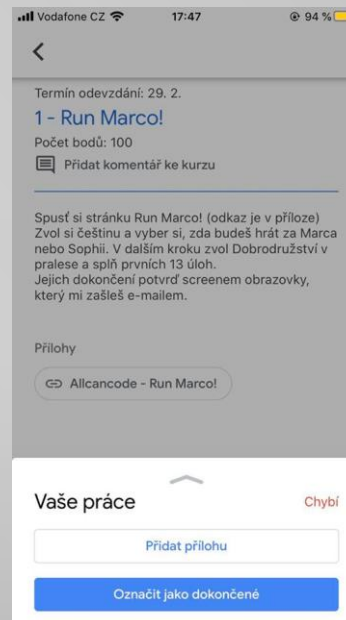 Vodafone CZ 17:47 94 %
Termín odevzdání: 29. 2.
1 - Run Marco!
Počet bodů: 100
Přidat komentář ke kurzu
Spusť si stránku Run Marco! (odkaz je v příloze)
Zvol si češtinu a vyber si, zda budeš hrát za Marca
nebo Sophii. V dalším kroku zvol Dobrodružství v
pralese a splň prvních 13 úloh.
Jejich dokončení potvrď screenem obrazovky,
který mi zašleš e-mailem.
Přílohy
Allcancode - Run Marco!
Vaše práce Chybí
Přidat přílohu
Označit jako dokončené